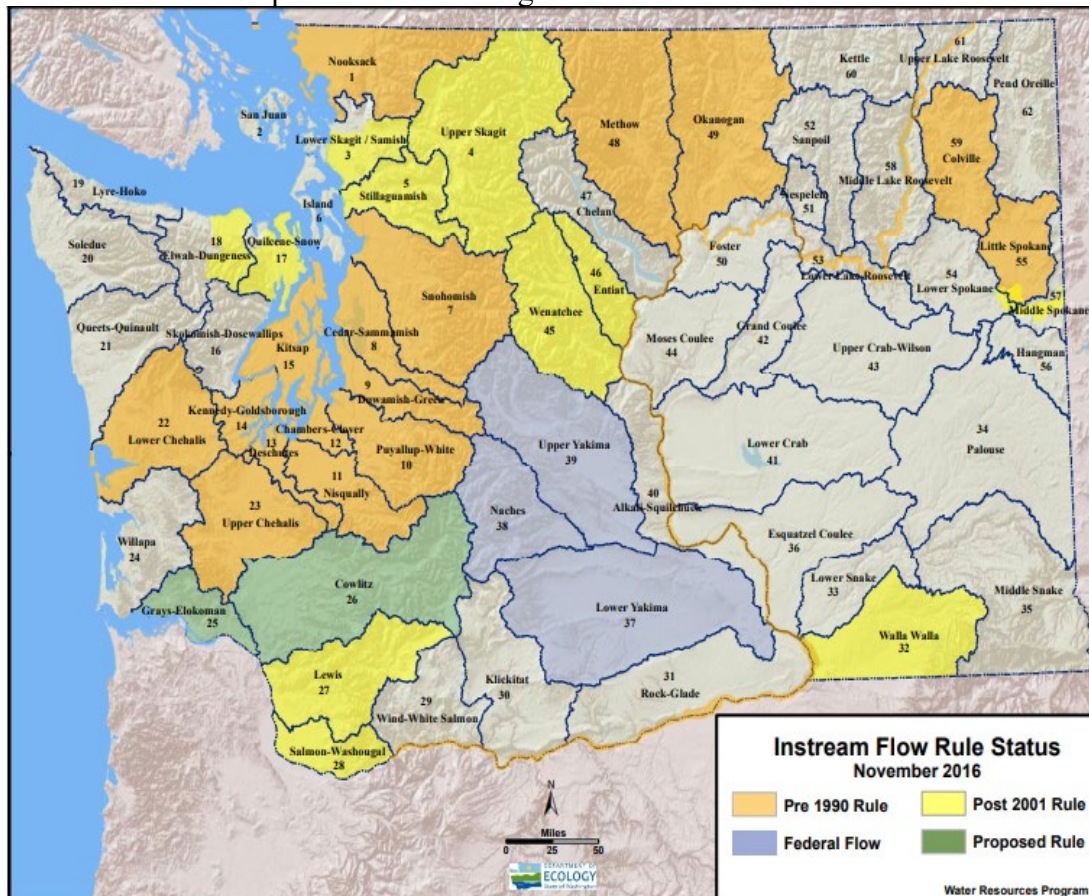 Nooksack
1
San Juan
2
Lower Skagit / Samish
3
Upper Skagit
4
Stillaguamish
5
Island
6
Snohomish
7
Cedar-Sammamish
8
9
Duwamish-Green
Puyallup-White
10
11
Nisqually
Chambers-Clover
12
13
Deschutes
Kennedy-Goldsborough
14
Kitsap
15
Skokomish-Dosewallips
16
Quilcene-Snow
17
18
Elwah-Dungeness
19
Lyre-Hoko
Soleduc
20
Queets-Quinault
21
22
Lower Chehalis
23
Upper Chehalis
Willapa
24
Grays-Elokoman
25
Cowlitz
26
Lewis
27
Salmon-Washougal
28
29
Wind-White Salmon
Klickitat
30
31
Rock-Glade
Walla Walla
32
Lower Snake
33
34
Palouse
Middle Snake
35
Esquatzel Coulee
36
Lower Yakima
37
Naches
38
Upper Yakima
39
40
Alkali-Squilchuck
Lower Crab
41
Grand Coulee
42
Upper Crab-Wilson
43
Moses Coulee
44
Wenatchee
45
46
Entiat
47
Chelan
Methow
48
Okanogan
49
Foster
50
Nespelem
51
52
Sanpoil
53
Lower Lake Roosevelt
54
Lower Spokane
Little Spokane
55
Hangman
56
57
Middle Spokane
58
Middle Lake Roosevelt
59
Colville
Kettle
60
61
Upper Lake Roosevelt
Pend Oreille
62
N
Miles
0 25 50
DEPARTMENT OF
ECOLOGY
State of Washington
Instream Flow Rule Status
November 2016
Pre 1990 Rule
Post 2001 Rule
Federal Flow
Proposed Rule
Water Resources Program